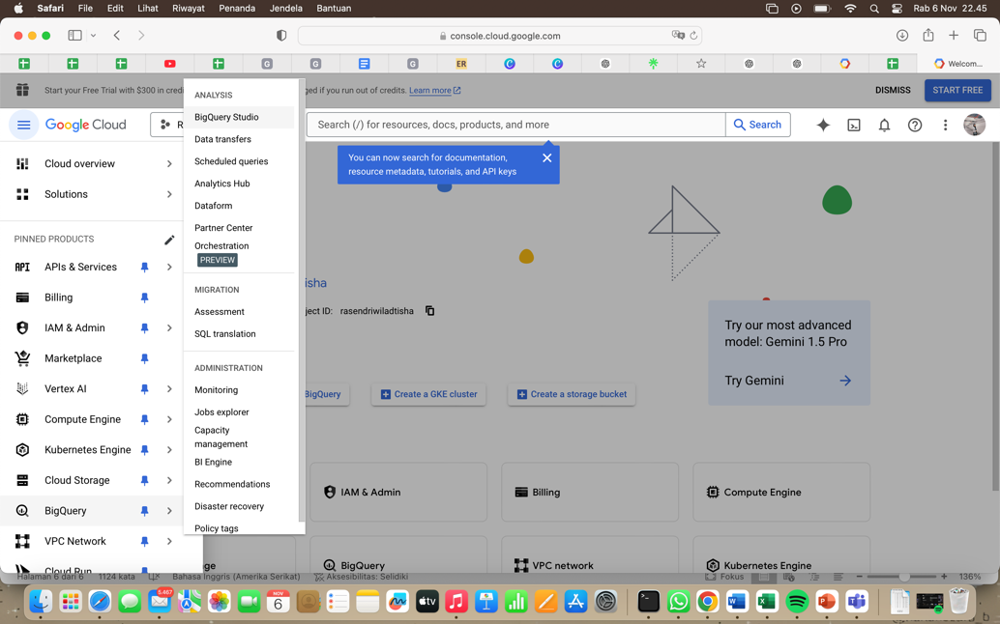 Safari File Edit Lihat Riwayat Penanda Jendela Bantuan
Rab 6 Nov 22.45
console.cloud.google.com
G G G ER C C
Welcom...
Start your Free Trial with $300 in credi
ged if you run out of credits. Learn more
DISMISS
START FREE
Google Cloud
R
Search (/) for resources, docs, products, and more
Search
You can now search for documentation,
resource metadata, tutorials, and API keys
Cloud overview
Solutions
PINNED PRODUCTS
API APIs & Services
Billing
IAM & Admin
Marketplace
Vertex AI
Compute Engine
Kubernetes Engine
Cloud Storage
BigQuery
VPC Network
Cloud Run
ANALYSIS
BigQuery Studio
Data transfers
Scheduled queries
Analytics Hub
Dataform
Partner Center
Orchestration
PREVIEW
MIGRATION
Assessment
SQL translation
ADMINISTRATION
Monitoring
Jobs explorer
Capacity
management
BI Engine
Recommendations
Disaster recovery
Policy tags
tisha
ject ID: rasendriwiladtisha
Try our most advanced
model: Gemini 1.5 Pro
Try Gemini
BigQuery
Create a GKE cluster
Create a storage bucket
IAM & Admin
Billing
Compute Engine
ge
BigQuery
VPC network
Kubernetes Engine
Halaman 6 dari 6 1124 kata Bahasa Inggris (Amerika Serikat) Aksesibilitas: Selidiki
Fokus 136%
5.467
NOV
6
tv